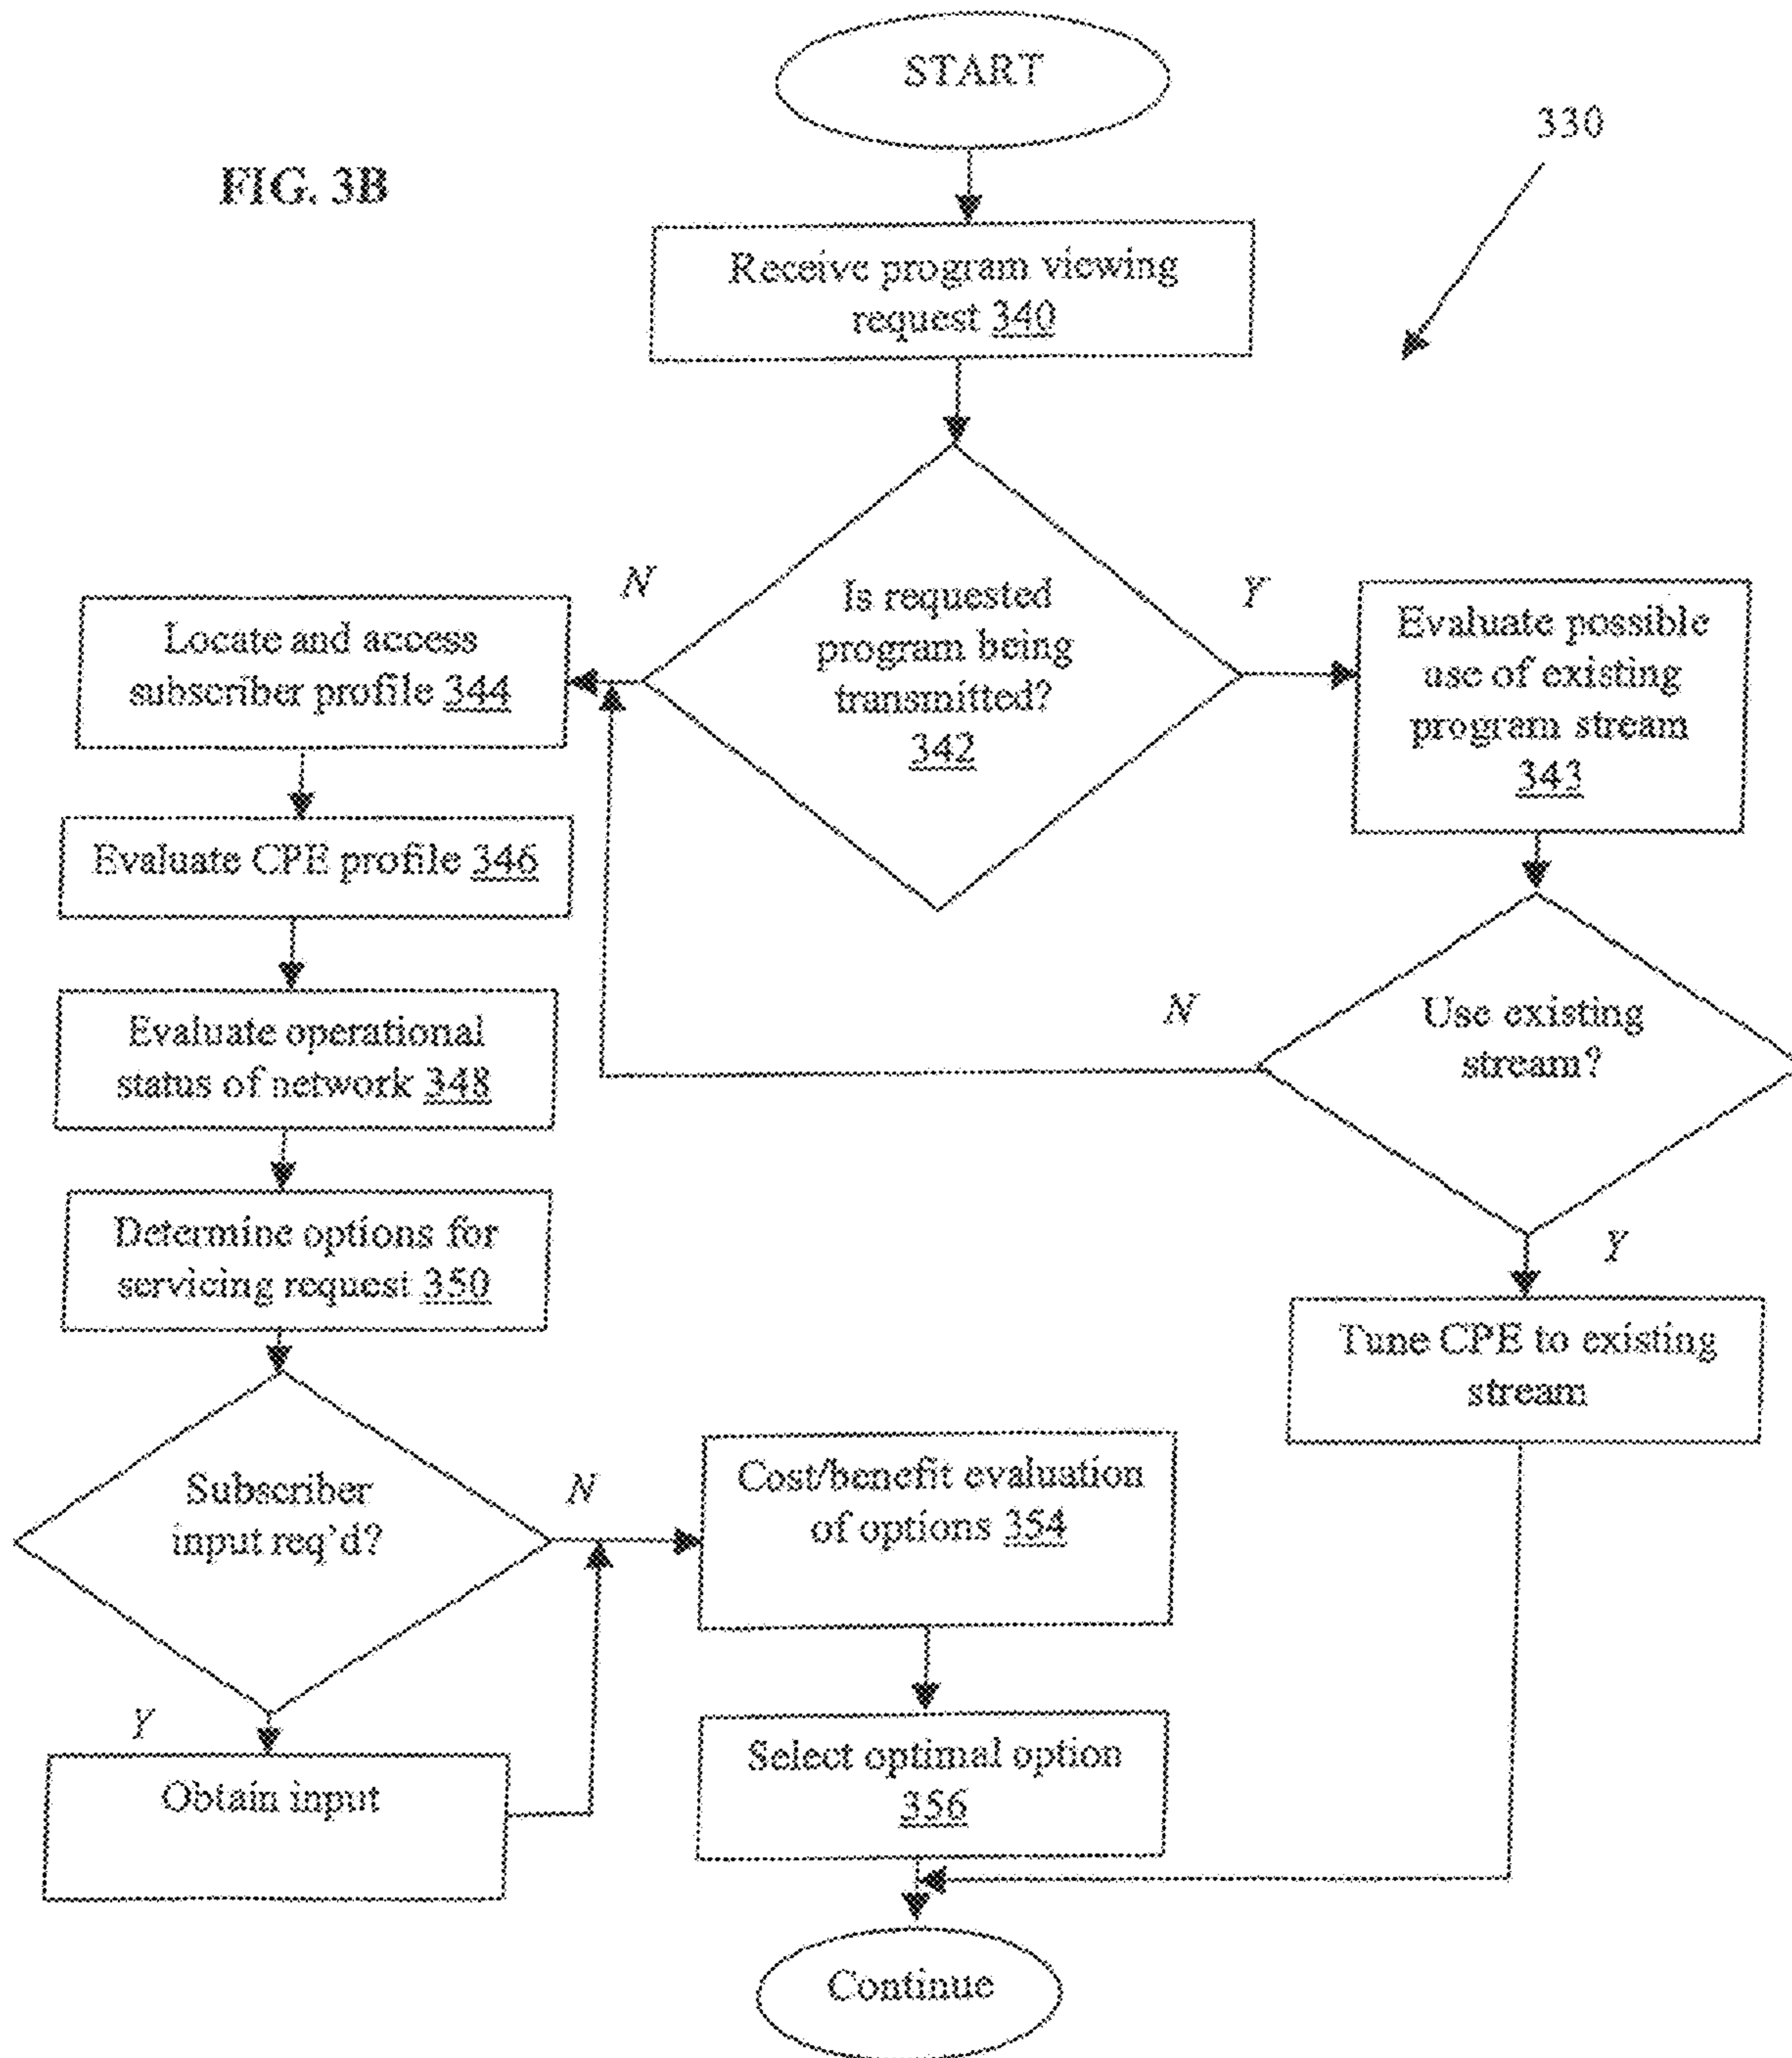 START
330
FIG. 3B
Receive program viewing
request 340
N
Y
Is requested
program being
transmitted?
342
Locate and access
subscriber profile 344
Evaluate possible
use of existing
program stream
343
Evaluate CPE profile 346
Evaluate operational
status of network 348
N
Use existing
stream?
Y
Determine options for
servicing request 350
Tune CPE to existing
stream
Subscriber
input req'd?
N
Cost/benefit evaluation
of options 354
Y
Obtain input
Select optimal option
356
Continue